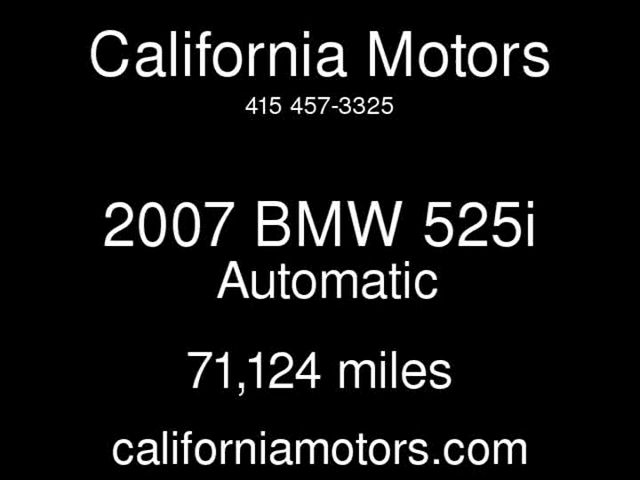 California Motors
415 457-3325
2007 BMW 525i
Automatic
71,124 miles
californiamotors.com